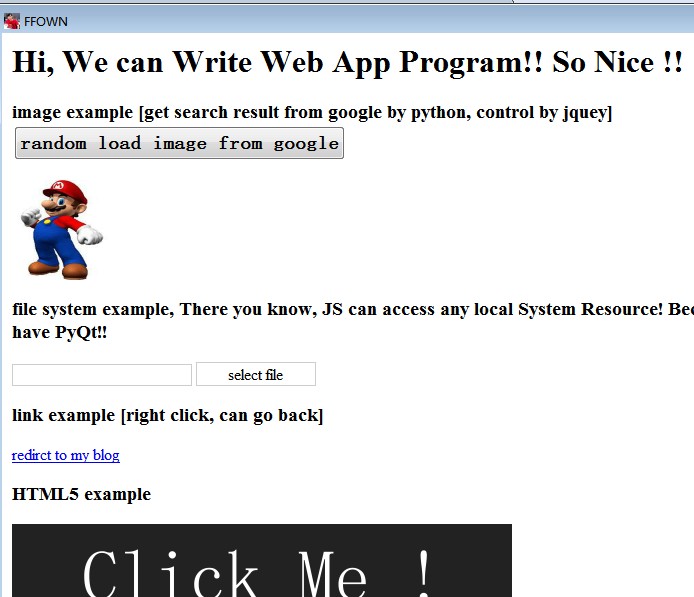 FFOWN
Hi, We can Write Web App Program!! So Nice !!
image example [get search result from google by python, control by jquey]
random load image from google
M
file system example, There you know, JS can access any local System Resource!
have PyQt!!
select file
link example [right click, can go back]
redirct to my blog
HTML5 example
Click Me !